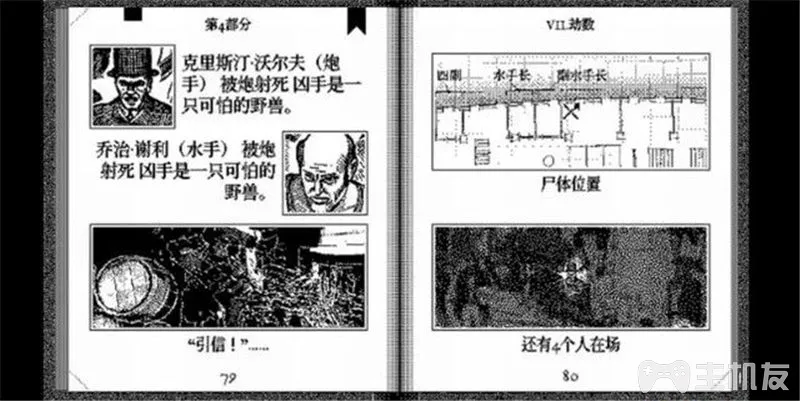 第4部分
克里斯汀·沃尔夫（炮
手） 被炮射死 凶手是一
只可怕的野兽。
乔治·谢利（水手） 被炮
射死 凶手是一只可怕的
野兽。
“引信！”……
79
VII.劫数
水手长
副水手长
尸体位置
还有4个人在场
80
主机友